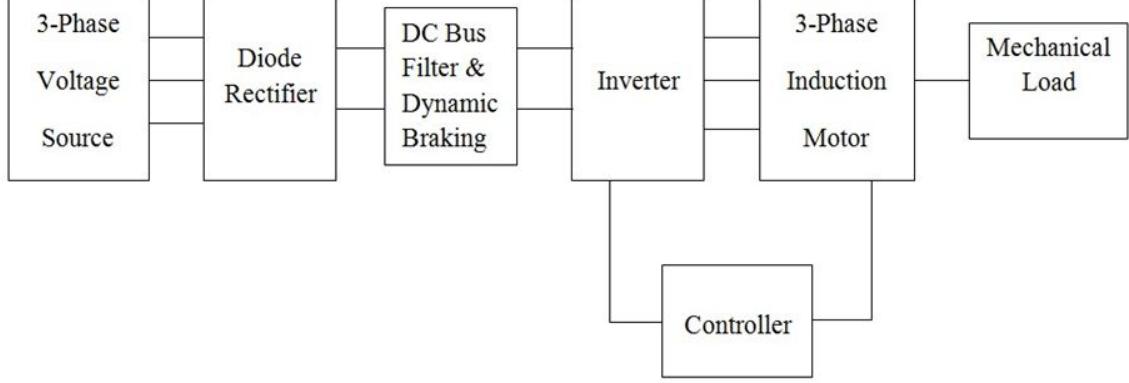 3-Phase
Voltage
Source
Diode
Rectifier
DC Bus
Filter &
Dynamic
Braking
Inverter
3-Phase
Induction
Motor
Mechanical
Load
Controller